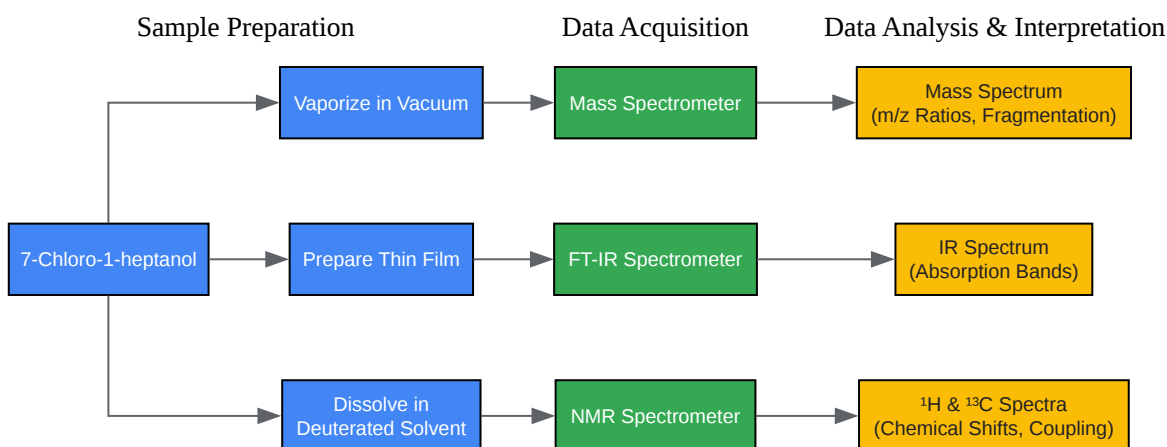 Sample Preparation
Data Acquisition
Data Analysis & Interpretation
Vaporize in Vacuum
Mass Spectrometer
Mass Spectrum
(m/z Ratios, Fragmentation)
7-Chloro-1-heptanol
Prepare Thin Film
FT-IR Spectrometer
IR Spectrum
(Absorption Bands)
Dissolve in
Deuterated Solvent
NMR Spectrometer
¹H & ¹³C Spectra
(Chemical Shifts, Coupling)